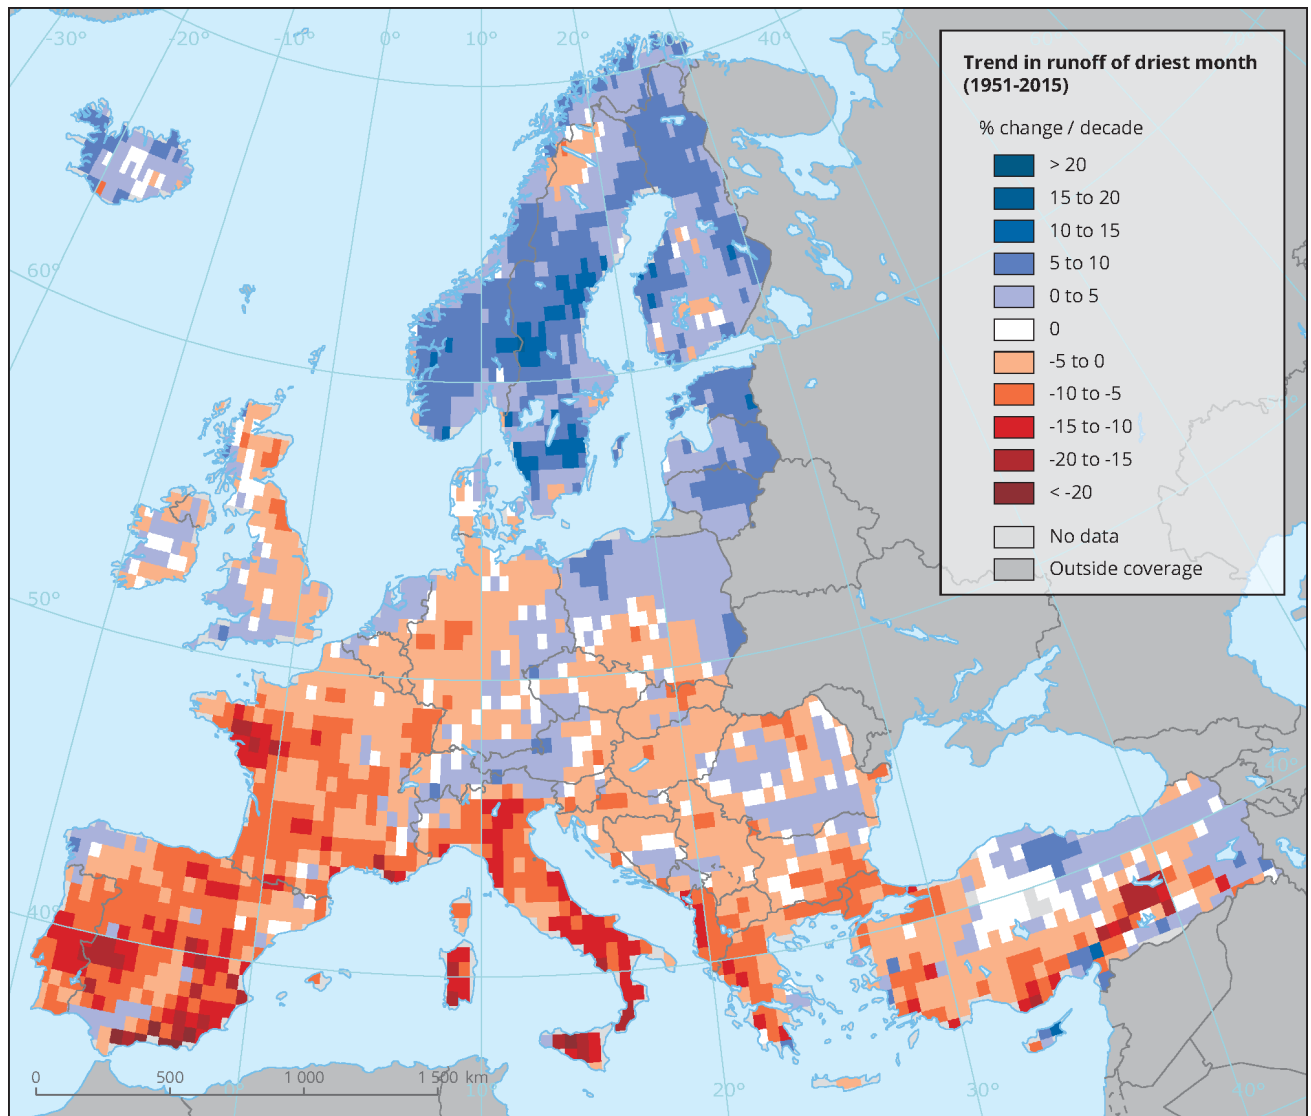 -30°
-20°
-10°
0°
10°
20°
30°
40°
50°
Trend in runoff of driest month
(1951-2015)
% change / decade
> 20
15 to 20
10 to 15
5 to 10
0 to 5
0
-5 to 0
-10 to -5
-15 to -10
-20 to -15
< -20
No data
Outside coverage
60°
50°
40°
40°
0
500
1 000
1 500 km
10°
20°
30°
40°